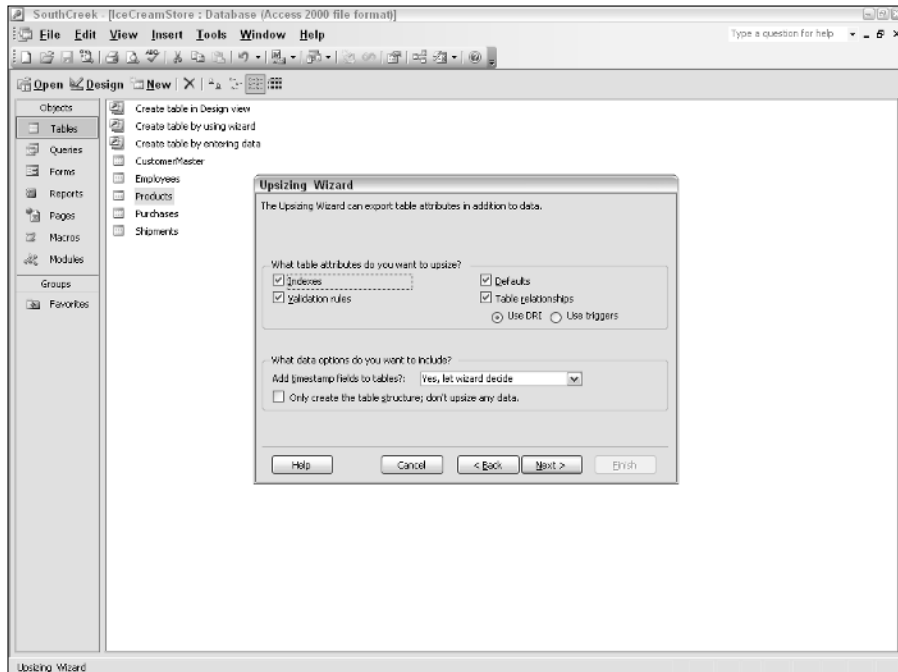 SouthCreek - [IceCreamStore : Database (Access 2000 file format)]
File Edit View Insert Tools Window Help
Type a question for help
Open Design New
Objects
Tables
Queries
Forms
Reports
Pages
Macros
Modules
Groups
Favorites
Create table in Design view
Create table by using wizard
Create table by entering data
CustomerMaster
Employees
Products
Purchases
Shipments
Upsizing Wizard
The Upsizing Wizard can export table attributes in addition to data.
What table attributes do you want to upsize?
Indexes
Defaults
Validation rules
Table relationships
Use DRI Use triggers
What data options do you want to include?
Add timestamp fields to tables?: Yes, let wizard decide
Only create the table structure; don't upsize any data.
Help Cancel < Back Next > Finish
Upsizing Wizard